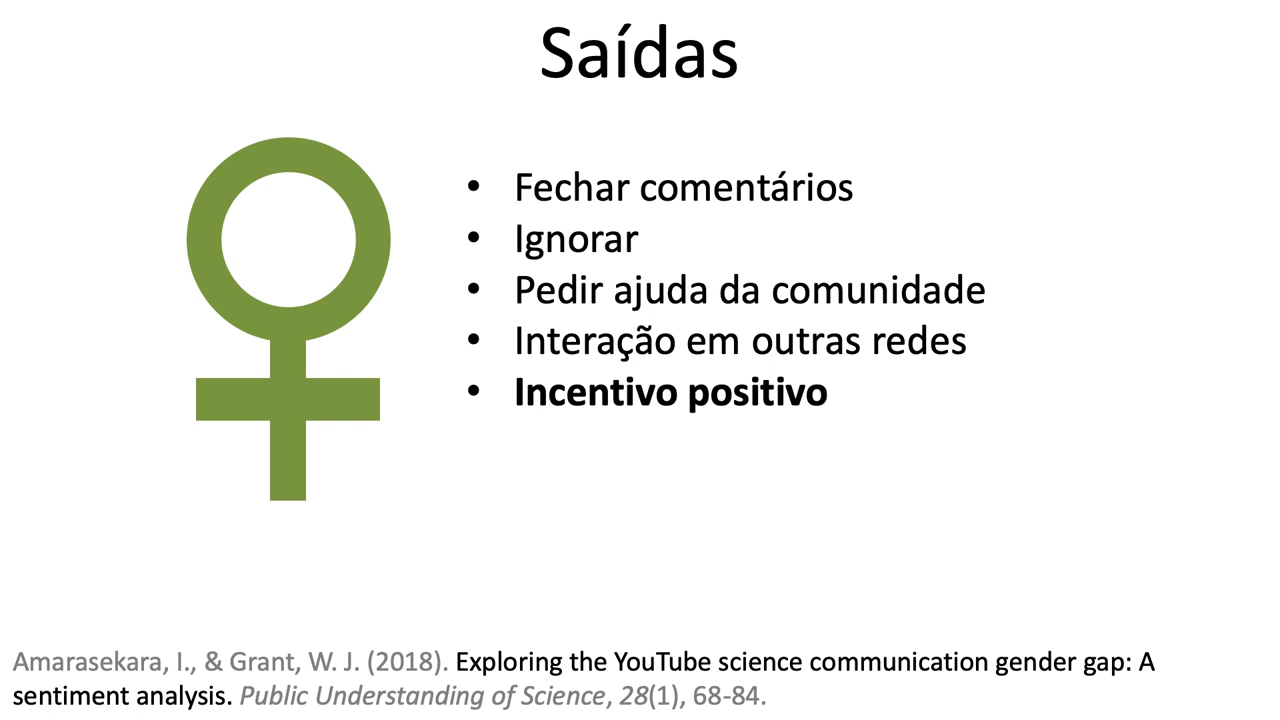 Saídas
• Fechar comentários
• Ignorar
• Pedir ajuda da comunidade
• Interação em outras redes
• Incentivo positivo
Amarasekara, I., & Grant, W. J. (2018). Exploring the YouTube science communication gender gap: A
sentiment analysis. Public Understanding of Science, 28(1), 68-84.